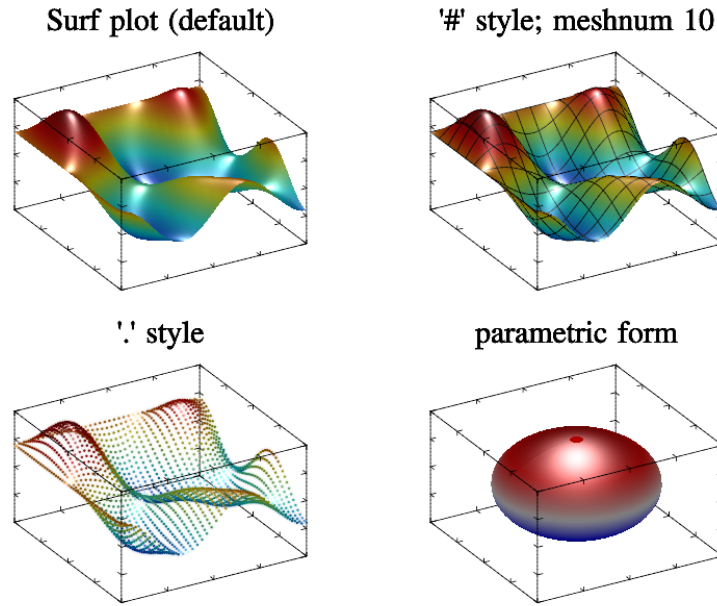 Surf plot (default)
'#' style; meshnum 10
'.' style
parametric form